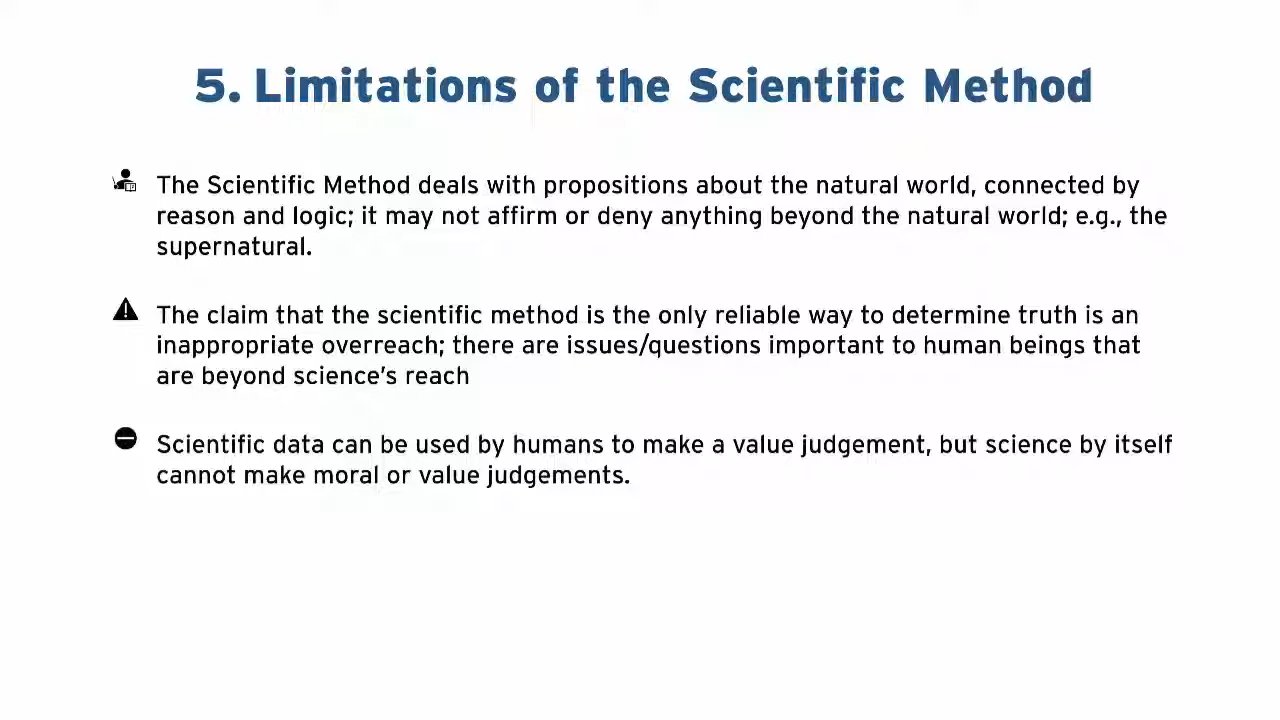 5. Limitations of the Scientific Method
The Scientific Method deals with propositions about the natural world, connected by
reason and logic; it may not affirm or deny anything beyond the natural world; e.g., the
supernatural.
The claim that the scientific method is the only reliable way to determine truth is an
inappropriate overreach; there are issues/questions important to human beings that
are beyond science’s reach
Scientific data can be used by humans to make a value judgement, but science by itself
cannot make moral or value judgements.